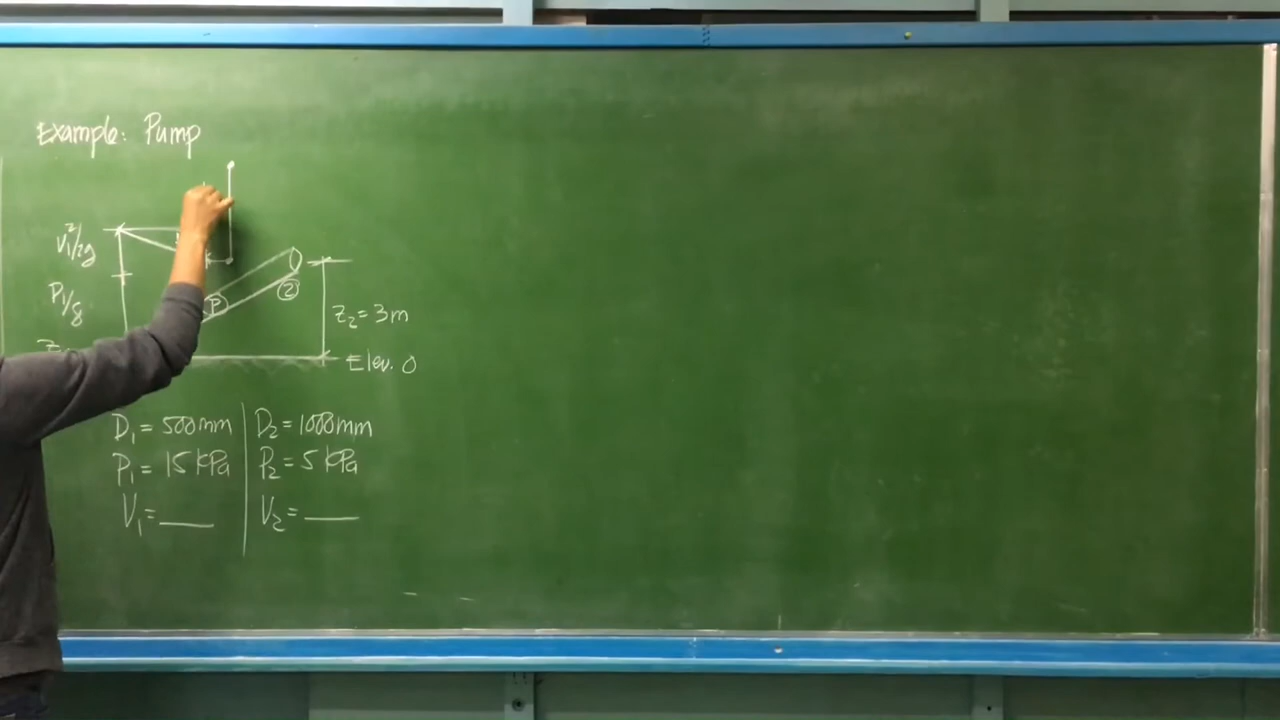 Example: Pump
V₁²/2g
P₁/γ
P
2
Z₂ = 3m
Elev. 0
D₁ = 500mm | D₂ = 1000mm
P₁ = 15 kPa | P₂ = 5 kPa
V₁ = ____ | V₂ = ____